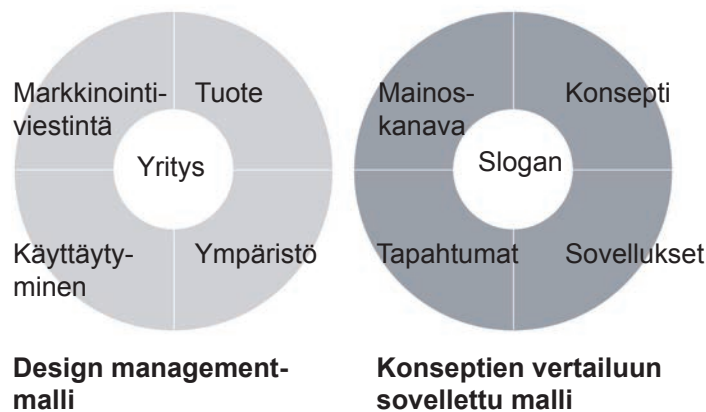 Markkinointi-
viestintä
Tuote
Yritys
Käyttäyty-
minen
Ympäristö
Design management-
malli
Mainos-
kanava
Konsepti
Slogan
Tapahtumat
Sovellukset
Konseptien vertailuun
sovellettu malli